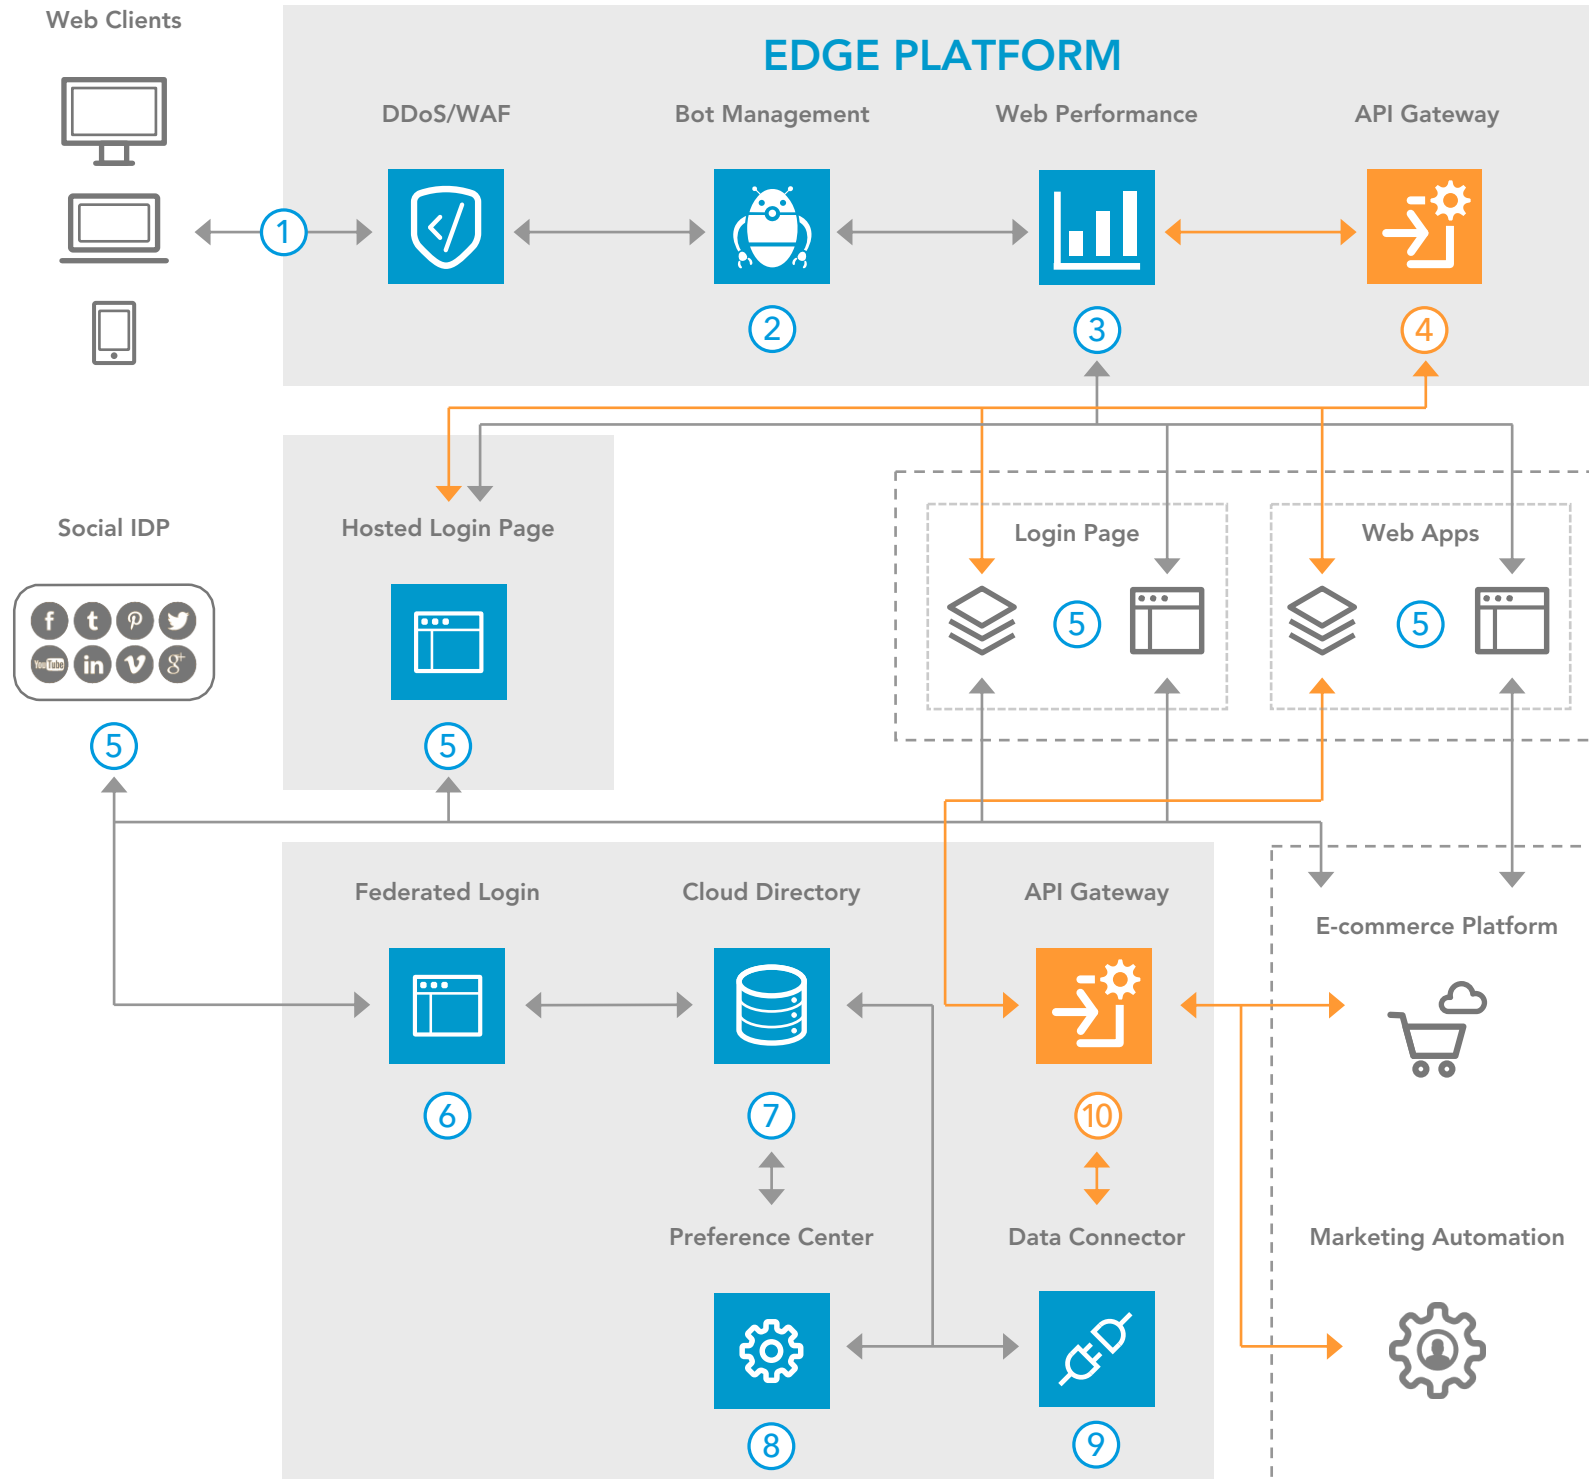 Web Clients
EDGE PLATFORM
DDoS/WAF
Bot Management
Web Performance
API Gateway
1
2
3
4
Social IDP
Hosted Login Page
Login Page
Web Apps
f t p
YouTube in v g+
5
5
5
5
Federated Login
Cloud Directory
API Gateway
E-commerce Platform
6
7
10
Preference Center
Data Connector
Marketing Automation
8
9